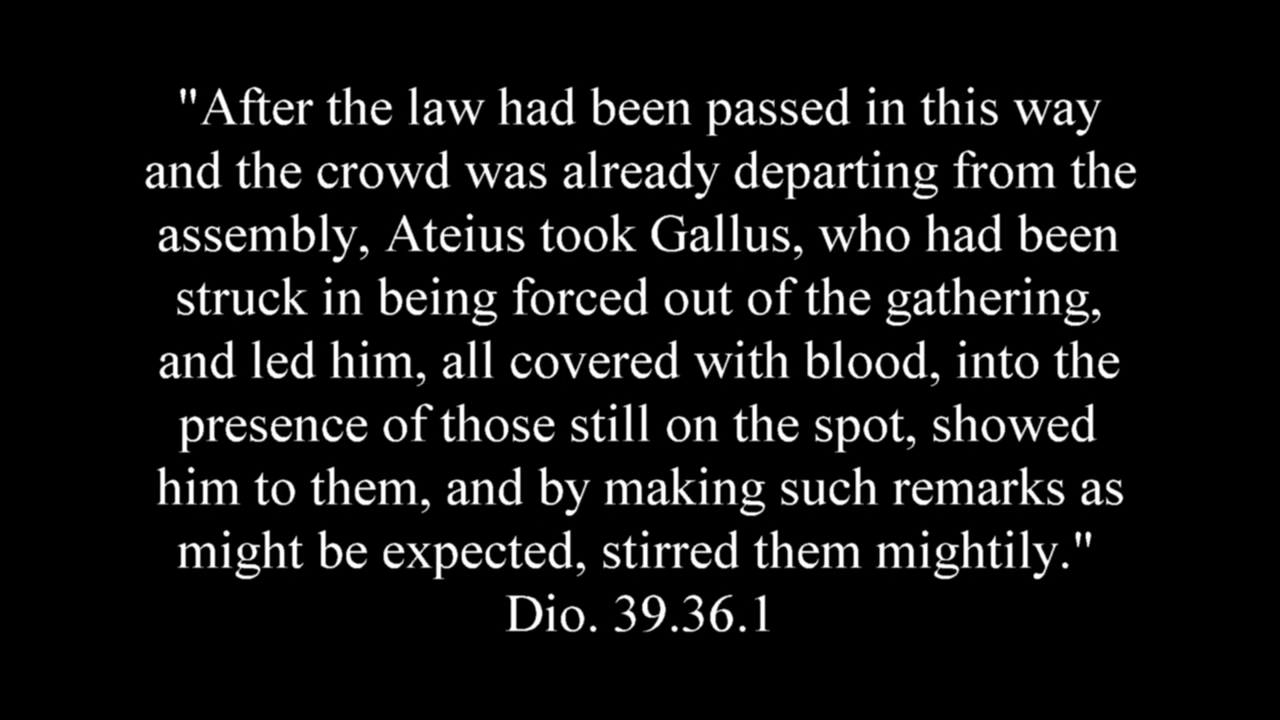 "After the law had been passed in this way
and the crowd was already departing from the
assembly, Ateius took Gallus, who had been
struck in being forced out of the gathering,
and led him, all covered with blood, into the
presence of those still on the spot, showed
him to them, and by making such remarks as
might be expected, stirred them mightily."
Dio. 39.36.1